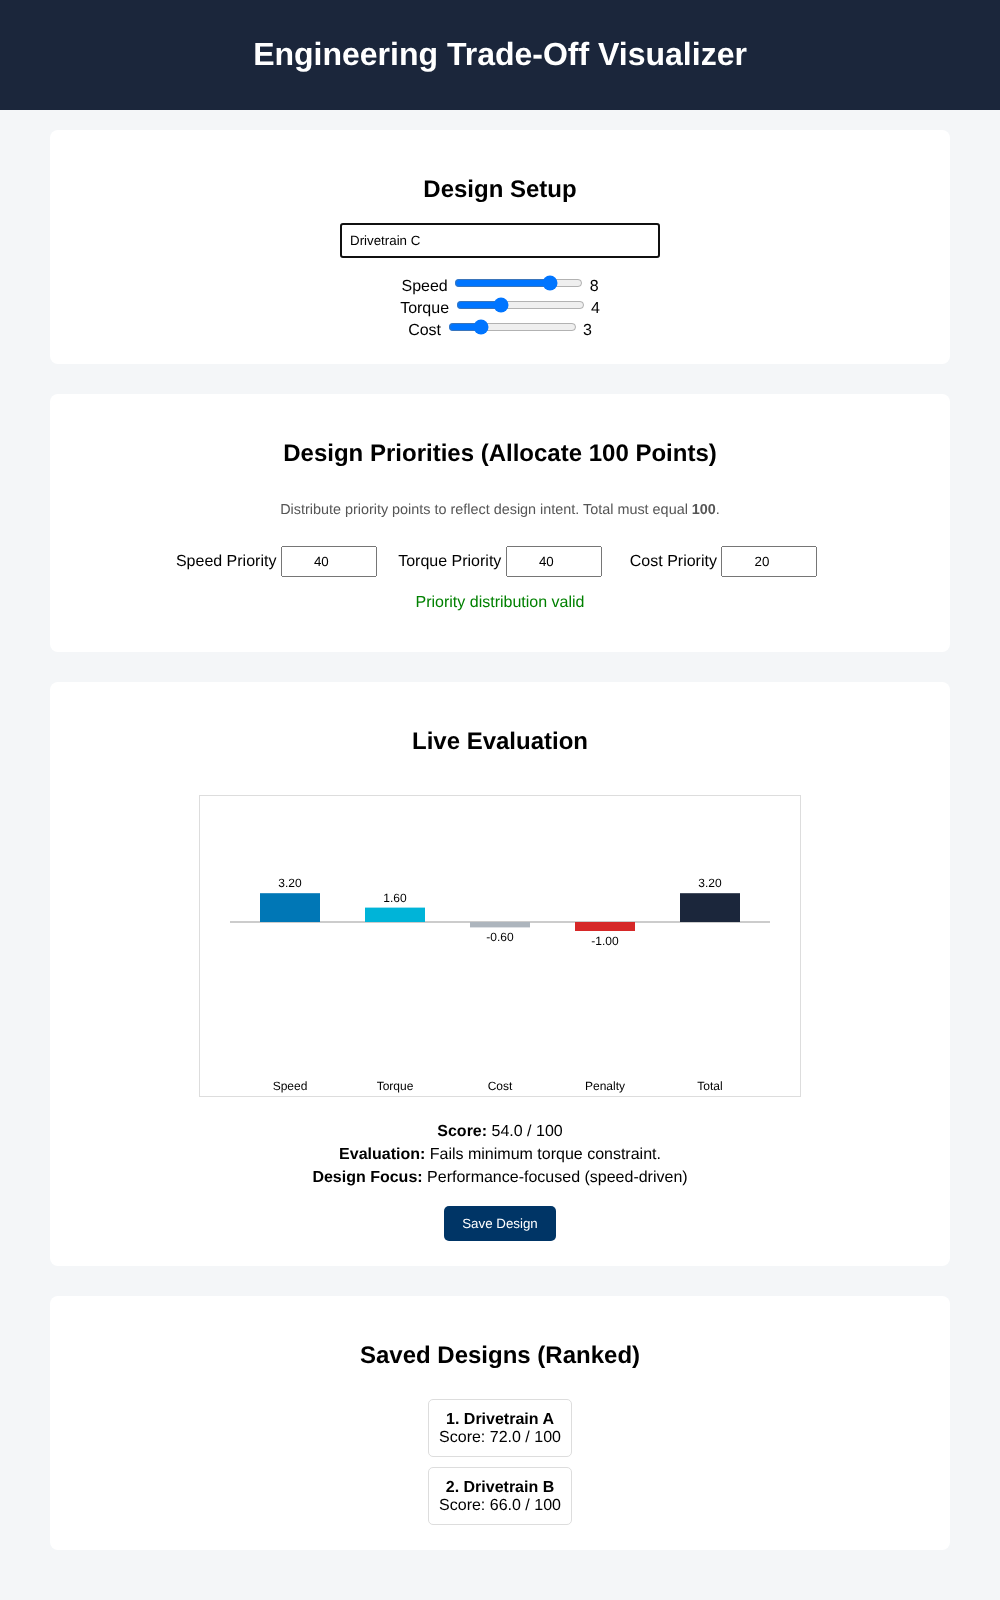 Engineering Trade-Off Visualizer
Design Setup
Drivetrain C
Speed 8
Torque 4
Cost 3
Design Priorities (Allocate 100 Points)
Distribute priority points to reflect design intent. Total must equal 100.
Speed Priority 40 Torque Priority 40 Cost Priority 20
Priority distribution valid
Live Evaluation
3.20 1.60 -0.60 -1.00 3.20
Speed Torque Cost Penalty Total
Score: 54.0 / 100
Evaluation: Fails minimum torque constraint.
Design Focus: Performance-focused (speed-driven)
Save Design
Saved Designs (Ranked)
1. Drivetrain A
Score: 72.0 / 100
2. Drivetrain B
Score: 66.0 / 100